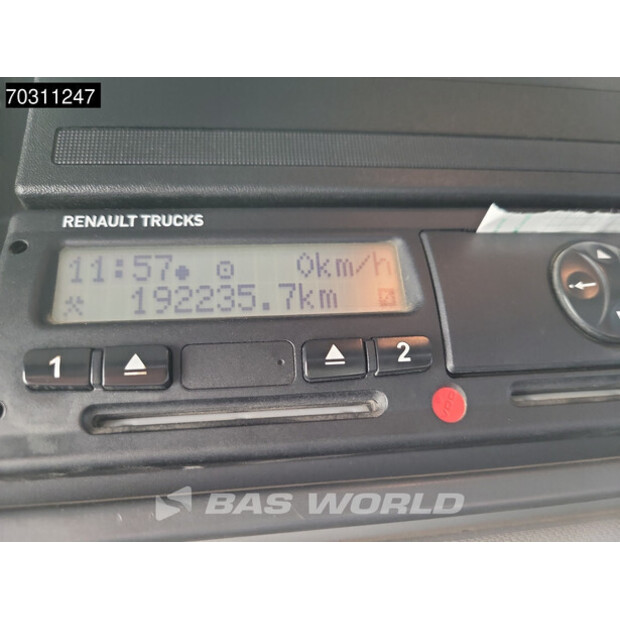 70311247
RENAULT TRUCKS
11:57 0km/h
192235.7km
1 2
BAS WORLD